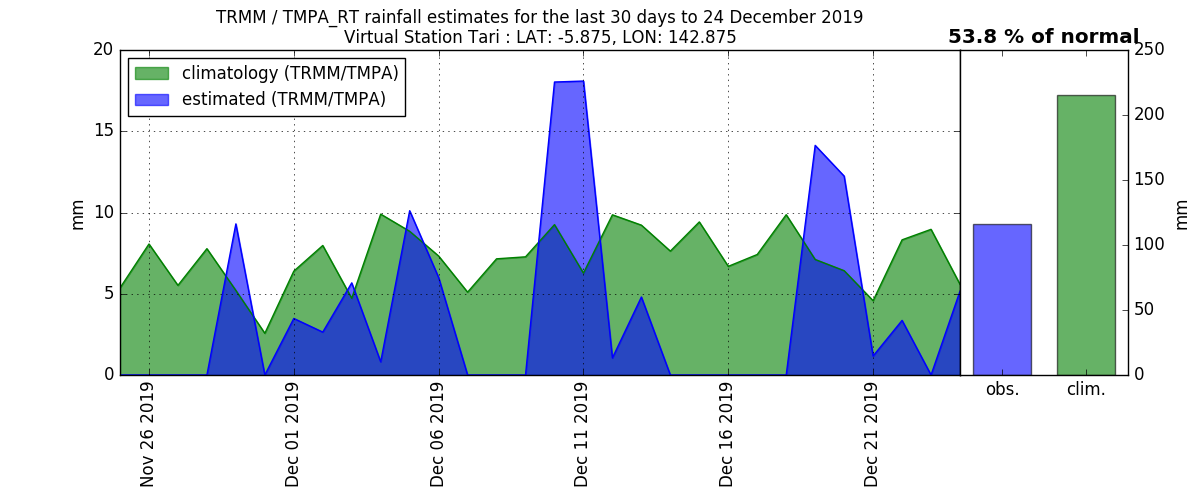 TRMM / TMPA_RT rainfall estimates for the last 30 days to 24 December 2019
Virtual Station Tari : LAT: -5.875, LON: 142.875
53.8 % of normal
climatology (TRMM/TMPA)
estimated (TRMM/TMPA)
20
15
10
5
0
mm
Nov 26 2019
Dec 01 2019
Dec 06 2019
Dec 11 2019
Dec 16 2019
Dec 21 2019
obs.
clim.
250
200
150
100
50
0
mm